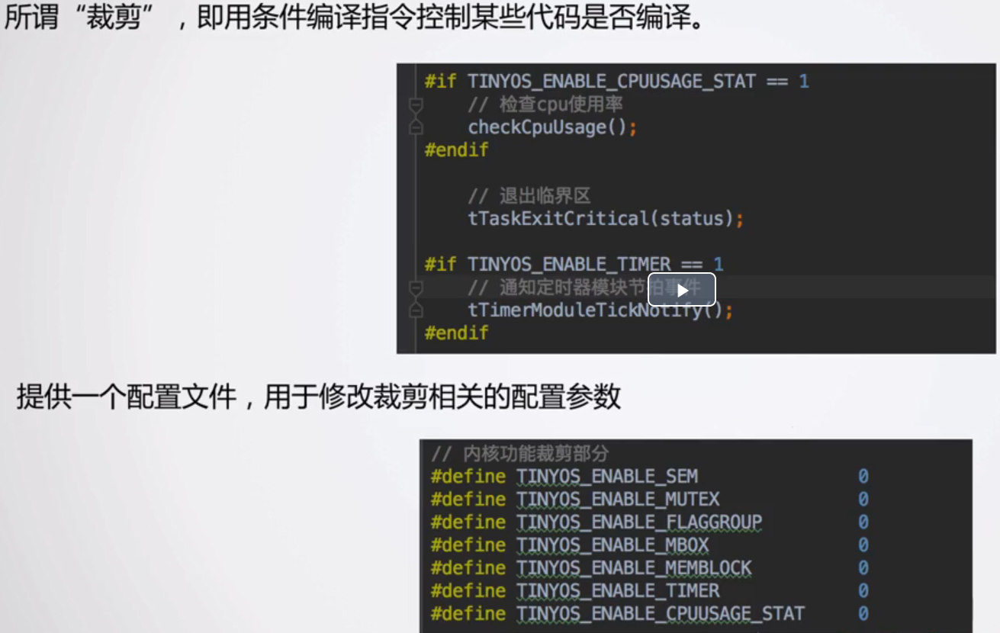 所谓“裁剪”，即用条件编译指令控制某些代码是否编译。
#if TINYOS_ENABLE_CPUUSAGE_STAT == 1
// 检查cpu使用率
checkCpuUsage();
#endif
// 退出临界区
tTaskExitCritical(status);
#if TINYOS_ENABLE_TIMER == 1
// 通知定时器模块节拍事件
tTimerModuleTickNotify();
#endif
提供一个配置文件，用于修改裁剪相关的配置参数
// 内核功能裁剪部分
#define TINYOS_ENABLE_SEM 0
#define TINYOS_ENABLE_MUTEX 0
#define TINYOS_ENABLE_FLAGGROUP 0
#define TINYOS_ENABLE_MBOX 0
#define TINYOS_ENABLE_MEMBLOCK 0
#define TINYOS_ENABLE_TIMER 0
#define TINYOS_ENABLE_CPUUSAGE_STAT 0